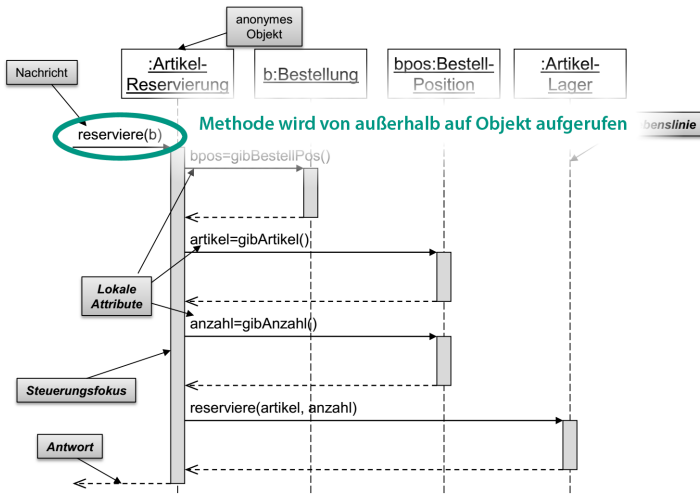 anonymes
Objekt
:Artikel-
Reservierung
b:Bestellung
bpos:Bestell-
Position
:Artikel-
Lager
Nachricht
reserviere(b)
Methode wird von außerhalb auf Objekt aufgerufen
benslinie
bpos=gibBestellPos()
artikel=gibArtikel()
Lokale
Attribute
anzahl=gibAnzahl()
Steuerungsfokus
reserviere(artikel, anzahl)
Antwort